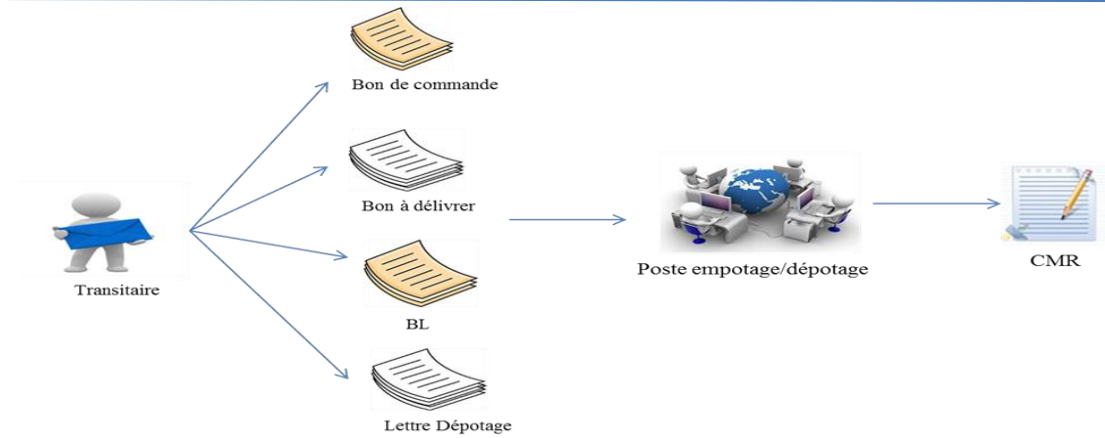 Bon de commande
Bon à délivrer
Transitaire
BL
Lettre Dépotage
Poste empotage/dépotage
CMR